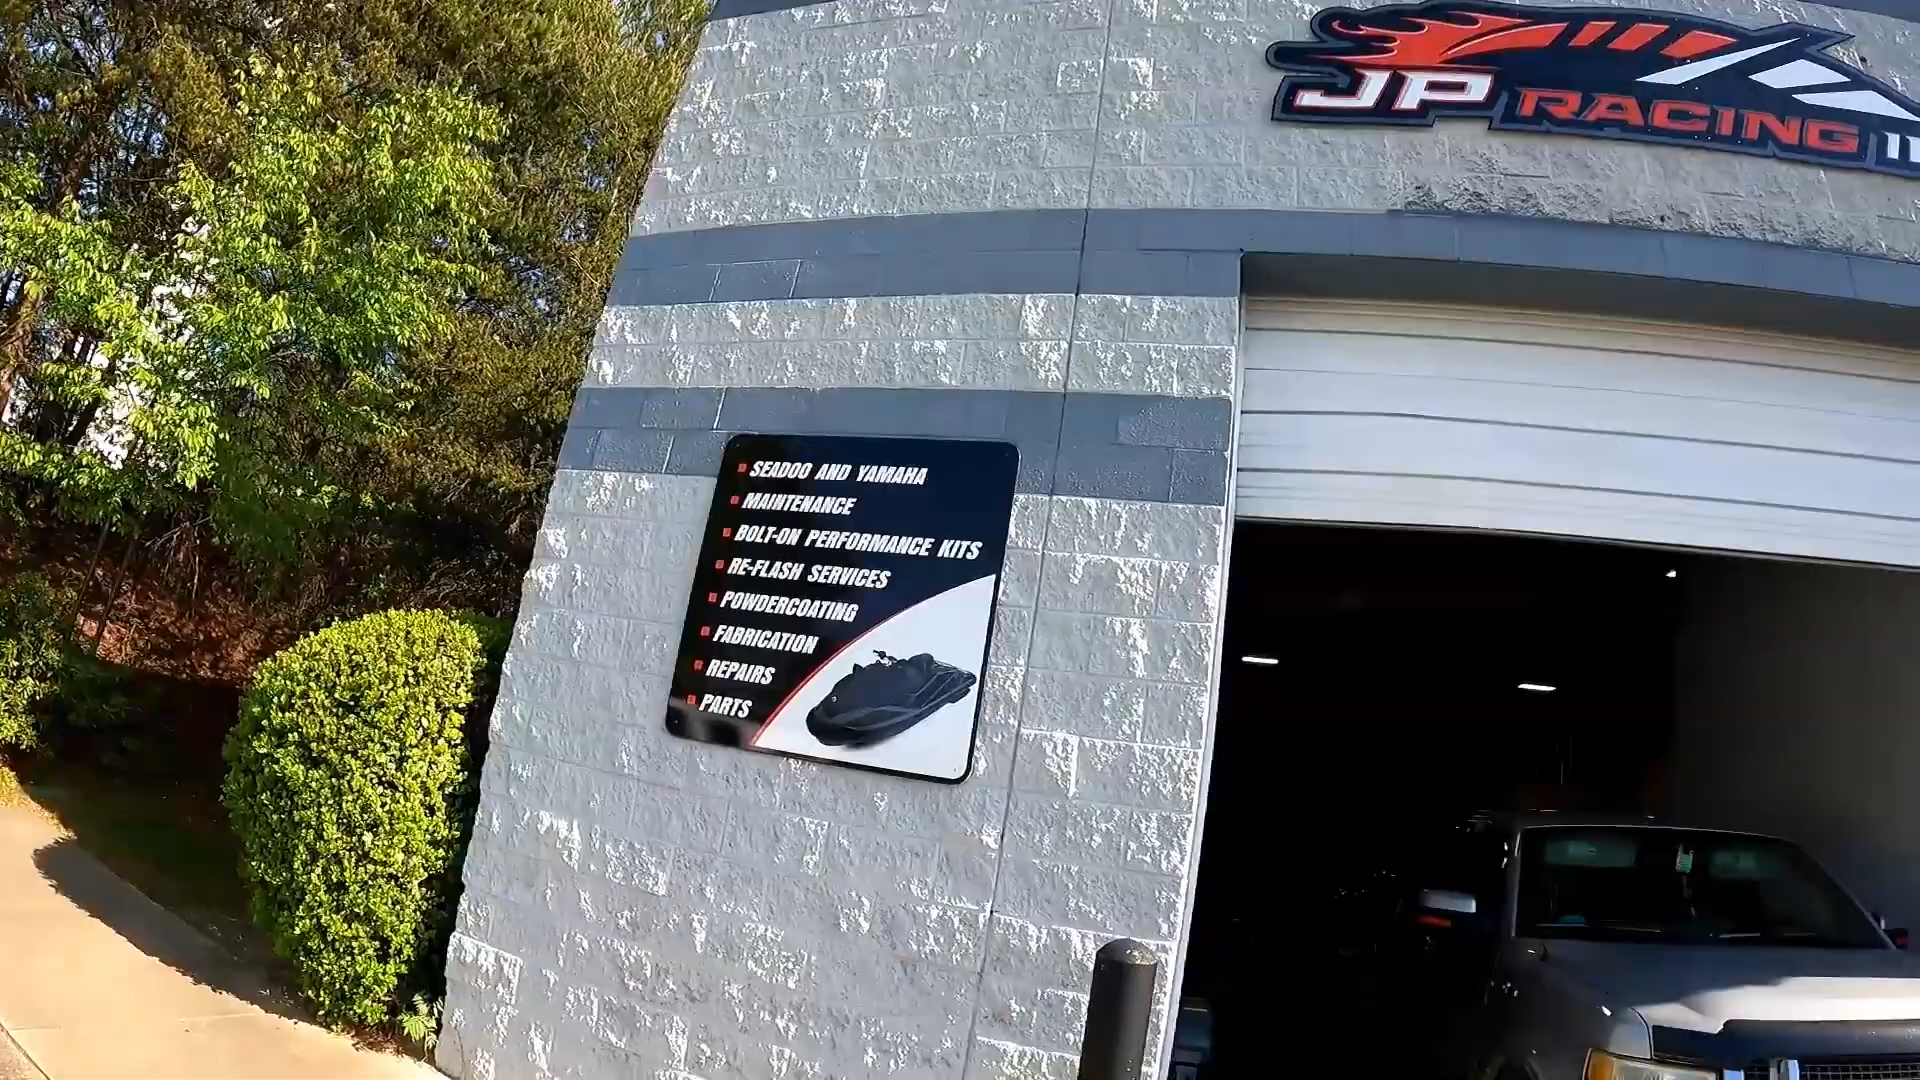 JP RACING
SEADOO AND YAMAHA
MAINTENANCE
BOLT-ON PERFORMANCE KITS
RE-FLASH SERVICES
POWDERCOATING
FABRICATION
REPAIRS
PARTS